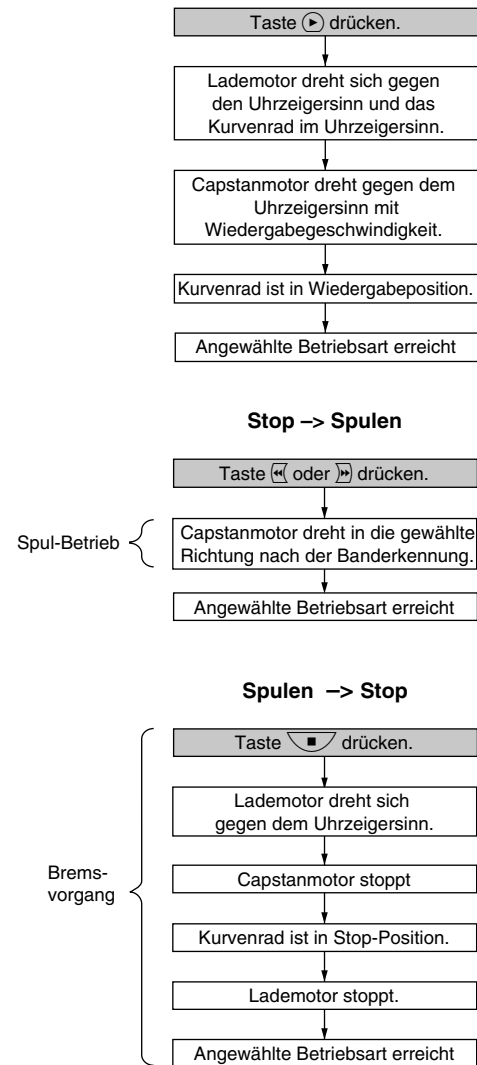 Taste ▶ drücken.
Lademotor dreht sich gegen
den Uhrzeigersinn und das
Kurvenrad im Uhrzeigersinn.
Capstanmotor dreht gegen dem
Uhrzeigersinn mit
Wiedergabegeschwindigkeit.
Kurvenrad ist in Wiedergabeposition.
Angewählte Betriebsart erreicht
Stop –> Spulen
Taste ◀◀ oder ▶▶ drücken.
Spul-Betrieb
Capstanmotor dreht in die gewählte
Richtung nach der Banderkennung.
Angewählte Betriebsart erreicht
Spulen –> Stop
Taste ■ drücken.
Lademotor dreht sich
gegen dem Uhrzeigersinn.
Brems-
vorgang
Capstanmotor stoppt
Kurvenrad ist in Stop-Position.
Lademotor stoppt.
Angewählte Betriebsart erreicht